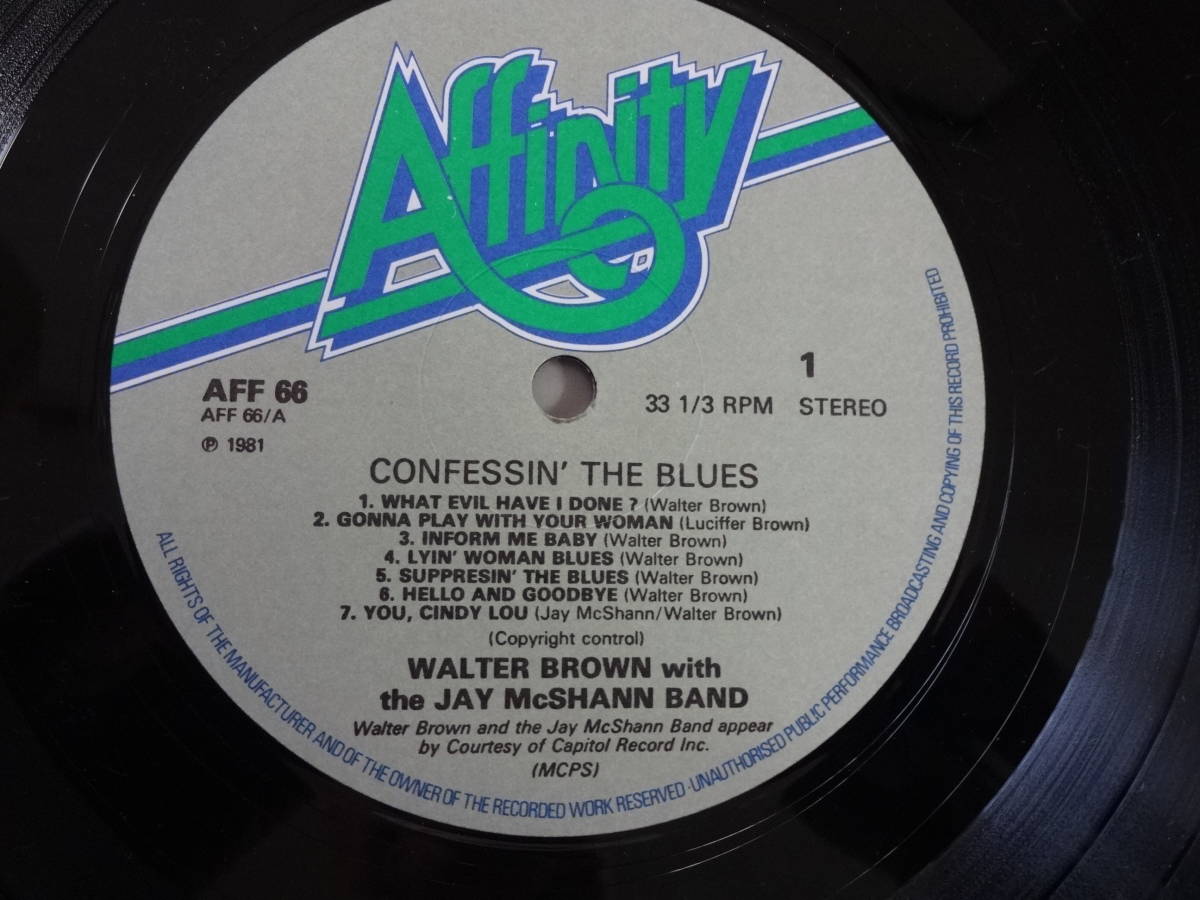 Affinity
AFF 66
AFF 66/A
℗ 1981
1
33 1/3 RPM STEREO
CONFESSIN' THE BLUES
1. WHAT EVIL HAVE I DONE ? (Walter Brown)
2. GONNA PLAY WITH YOUR WOMAN (Luciffer Brown)
3. INFORM ME BABY (Walter Brown)
4. LYIN' WOMAN BLUES (Walter Brown)
5. SUPPRESIN' THE BLUES (Walter Brown)
6. HELLO AND GOODBYE (Walter Brown)
7. YOU, CINDY LOU (Jay McShann/Walter Brown)
(Copyright control)
WALTER BROWN with
the JAY McSHANN BAND
Walter Brown and the Jay McShann Band appear
by Courtesy of Capitol Record Inc.
(MCPS)
ALL RIGHTS OF THE MANUFACTURER AND OF THE OWNER OF THE RECORDED WORK RESERVED · UNAUTHORISED PUBLIC PERFORMANCE BROADCASTING AND COPYING OF THIS RECORD PROHIBITED